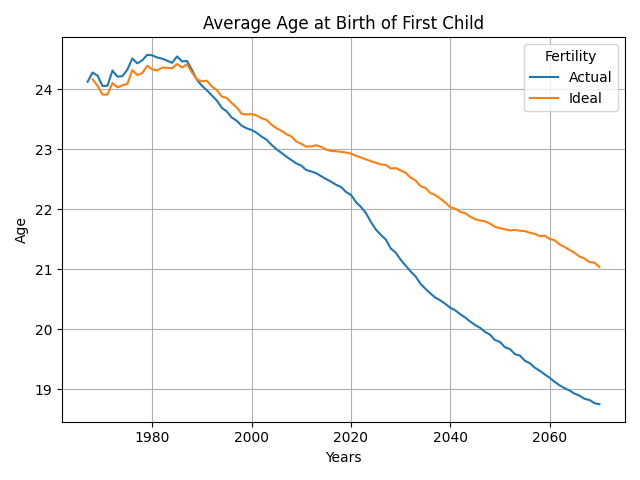 Average Age at Birth of First Child
Fertility
Actual
Ideal
Age
24
23
22
21
20
19
1980
2000
2020
2040
2060
Years